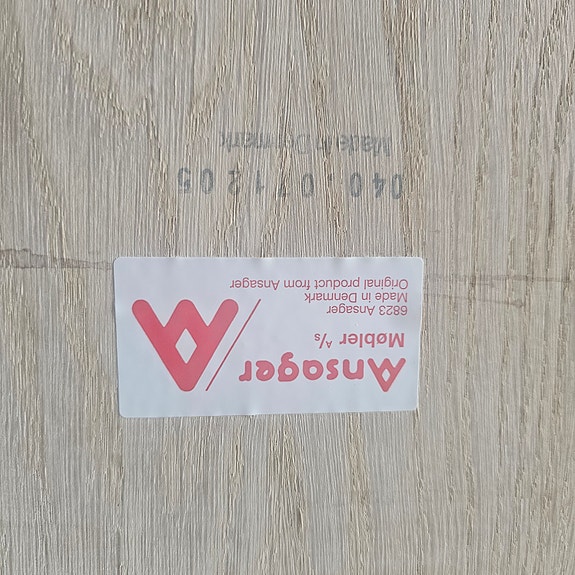 Ansager
Møbler A/S
6823 Ansager
Made in Denmark
Original product from Ansager
040 071205
Made in Denmark